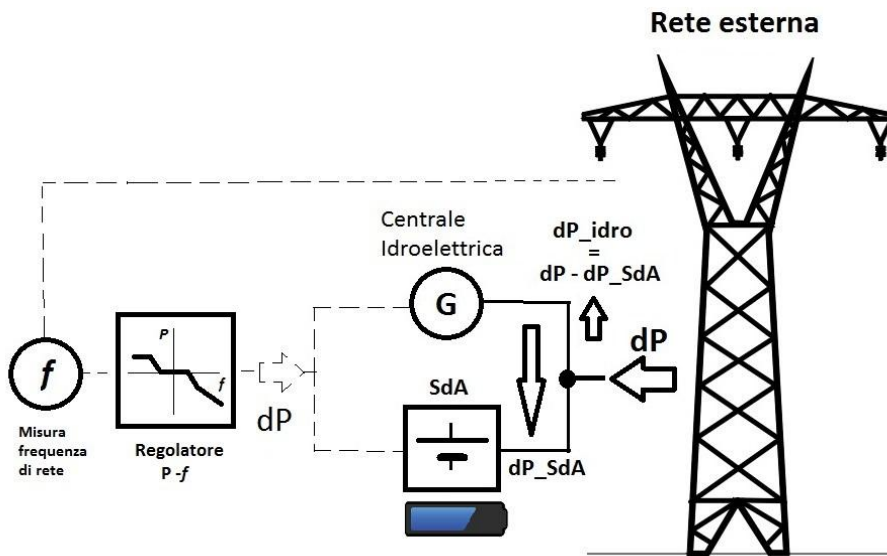 Rete esterna
Centrale
Idroelettrica
dP_idro
=
dP - dP_SdA
G
dP
f
P
f
dP
SdA
dP_SdA
Misura
frequenza
di rete
Regolatore
P -f